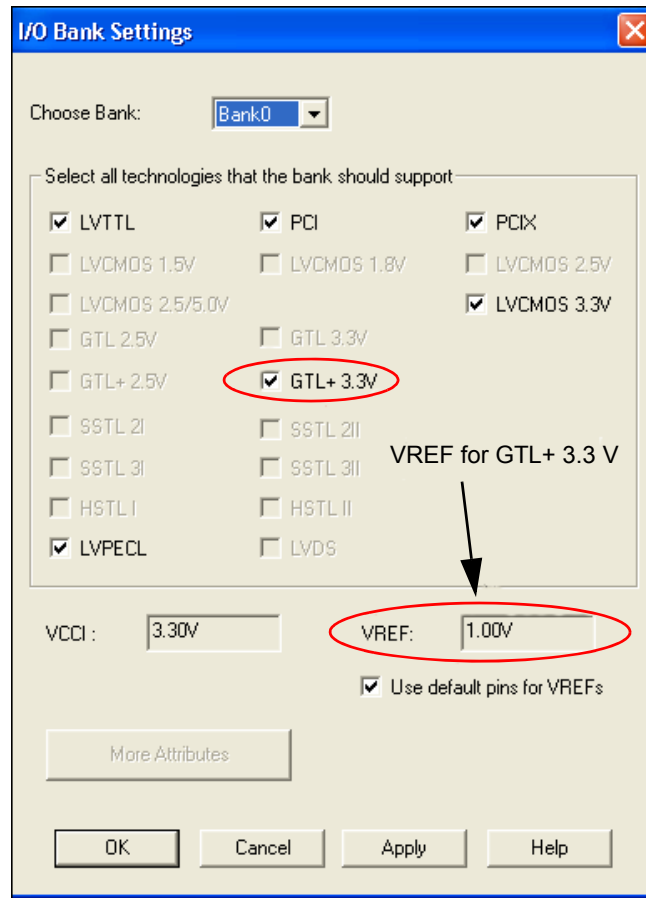 I/O Bank Settings
Choose Bank: Bank0
Select all technologies that the bank should support
LVTTL PCI PCIX
LVCMOS 1.5V LVCMOS 1.8V LVCMOS 2.5V
LVCMOS 2.5/5.0V LVCMOS 3.3V
GTL 2.5V GTL 3.3V
GTL+ 2.5V GTL+ 3.3V
SSTL 2I SSTL 2II
VREF for GTL+ 3.3 V
SSTL 3I SSTL 3II
HSTL I HSTL II
LVPECL LVDS
VCCI : 3.30V VREF: 1.00V
Use default pins for VREFs
More Attributes
OK Cancel Apply Help